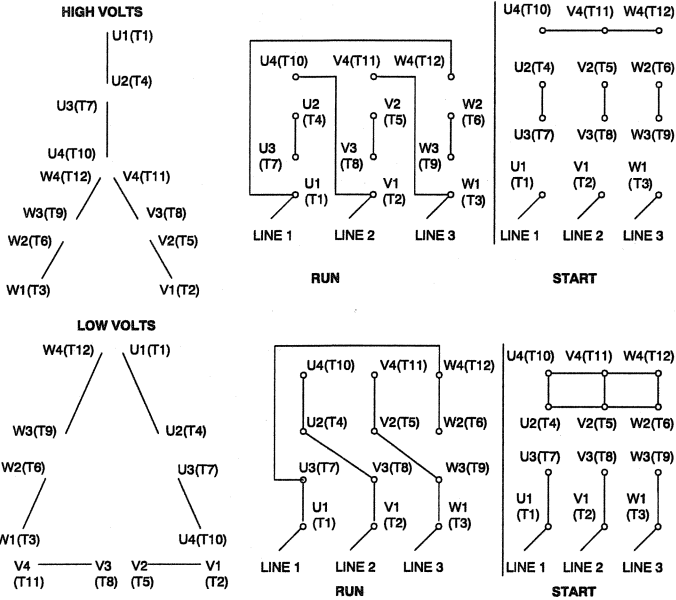 HIGH VOLTS
U1(T1)
U2(T4)
U3(T7)
U4(T10)
W4(T12) V4(T11)
W3(T9) V3(T8)
W2(T6) V2(T5)
W1(T3) V1(T2)
U4(T10) V4(T11) W4(T12)
U2 V2 W2
(T4) (T5) (T6)
U3 V3 W3
(T7) (T8) (T9)
U1 V1 W1
(T1) (T2) (T3)
LINE 1 LINE 2 LINE 3
RUN
U4(T10) V4(T11) W4(T12)
U2(T4) V2(T5) W2(T6)
U3(T7) V3(T8) W3(T9)
U1 V1 W1
(T1) (T2) (T3)
LINE 1 LINE 2 LINE 3
START
LOW VOLTS
W4(T12) U1(T1)
W3(T9) U2(T4)
W2(T6) U3(T7)
W1(T3) U4(T10)
V4 V3 V2 V1
(T11) (T8) (T5) (T2)
U4(T10) V4(T11) W4(T12)
U2(T4) V2(T5) W2(T6)
U3(T7) V3(T8) W3(T9)
U1 V1 W1
(T1) (T2) (T3)
LINE 1 LINE 2 LINE 3
RUN
U4(T10) V4(T11) W4(T12)
U2(T4) V2(T5) W2(T6)
U3(T7) V3(T8) W3(T9)
U1 V1 W1
(T1) (T2) (T3)
LINE 1 LINE 2 LINE 3
START